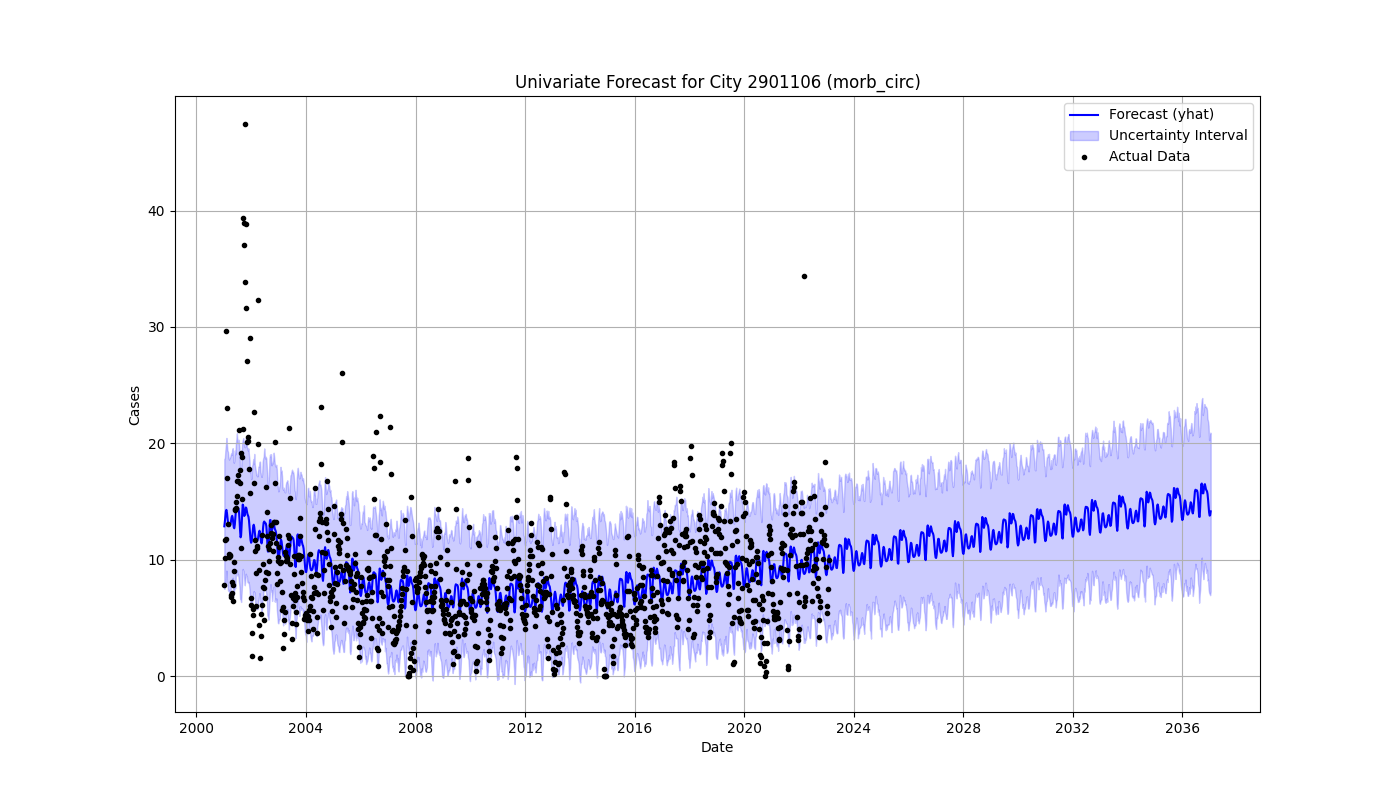 Univariate Forecast for City 2901106 (morb_circ)
Forecast (yhat)
Uncertainty Interval
Actual Data
Cases
40
30
20
10
0
2000 2004 2008 2012 2016 2020 2024 2028 2032 2036
Date